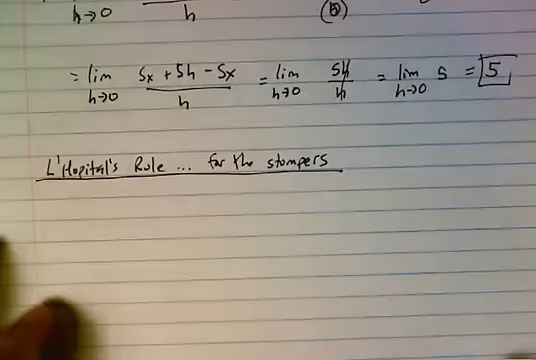 h→0 h (b)
= lim 5x + 5h - 5x = lim 5h = lim 5 = 5
h→0 h h→0 h h→0
L'Hopital's Rule ... for the stompers